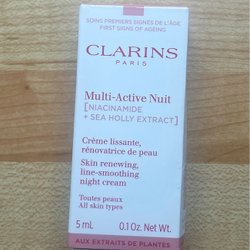 SOINS PREMIERS SIGNES DE L'ÂGE
FIRST SIGNS OF AGEING
CLARINS
PARIS
Multi-Active Nuit
[NIACINAMIDE
+ SEA HOLLY EXTRACT]
Crème lissante,
rénovatrice de peau
Skin renewing,
line-smoothing
night cream
Toutes peaux
All skin types
5 mL 0.1 Oz. Net Wt.
AUX EXTRAITS DE PLANTES